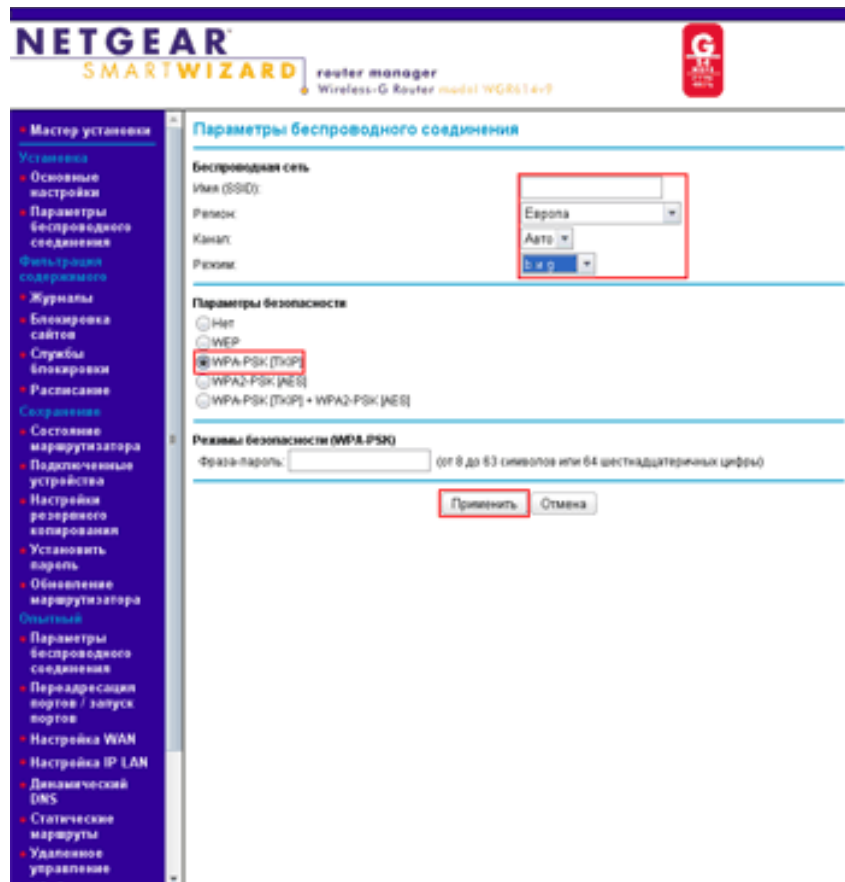 NETGEAR
SMARTWIZARD router manager
Wireless-G Router model WGR614v9
G
54
Мастер установки
Установка
Основные
настройки
Параметры
беспроводного
соединения
Фильтрация
содержимого
Журналы
Блокировка
сайтов
Службы
блокировки
Расписание
Сохранение
Состояние
маршрутизатора
Подключенные
устройства
Настройки
резервного
копирования
Установить
пароль
Обновление
маршрутизатора
Опытный
Параметры
беспроводного
соединения
Переадресация
портов / запуск
портов
Настройка WAN
Настройка IP LAN
Динамический
DNS
Статические
маршруты
Удаленное
управление
Параметры беспроводного соединения
Беспроводная сеть
Имя (SSID):
Регион: Европа
Канал: Авто
Режим: b и g
Параметры безопасности
Нет
WEP
WPA-PSK [TKIP]
WPA2-PSK [AES]
WPA-PSK [TKIP] + WPA2-PSK [AES]
Режимы безопасности (WPA-PSK)
Фраза-пароль: (от 8 до 63 символов или 64 шестнадцатеричных цифры)
Применить Отмена